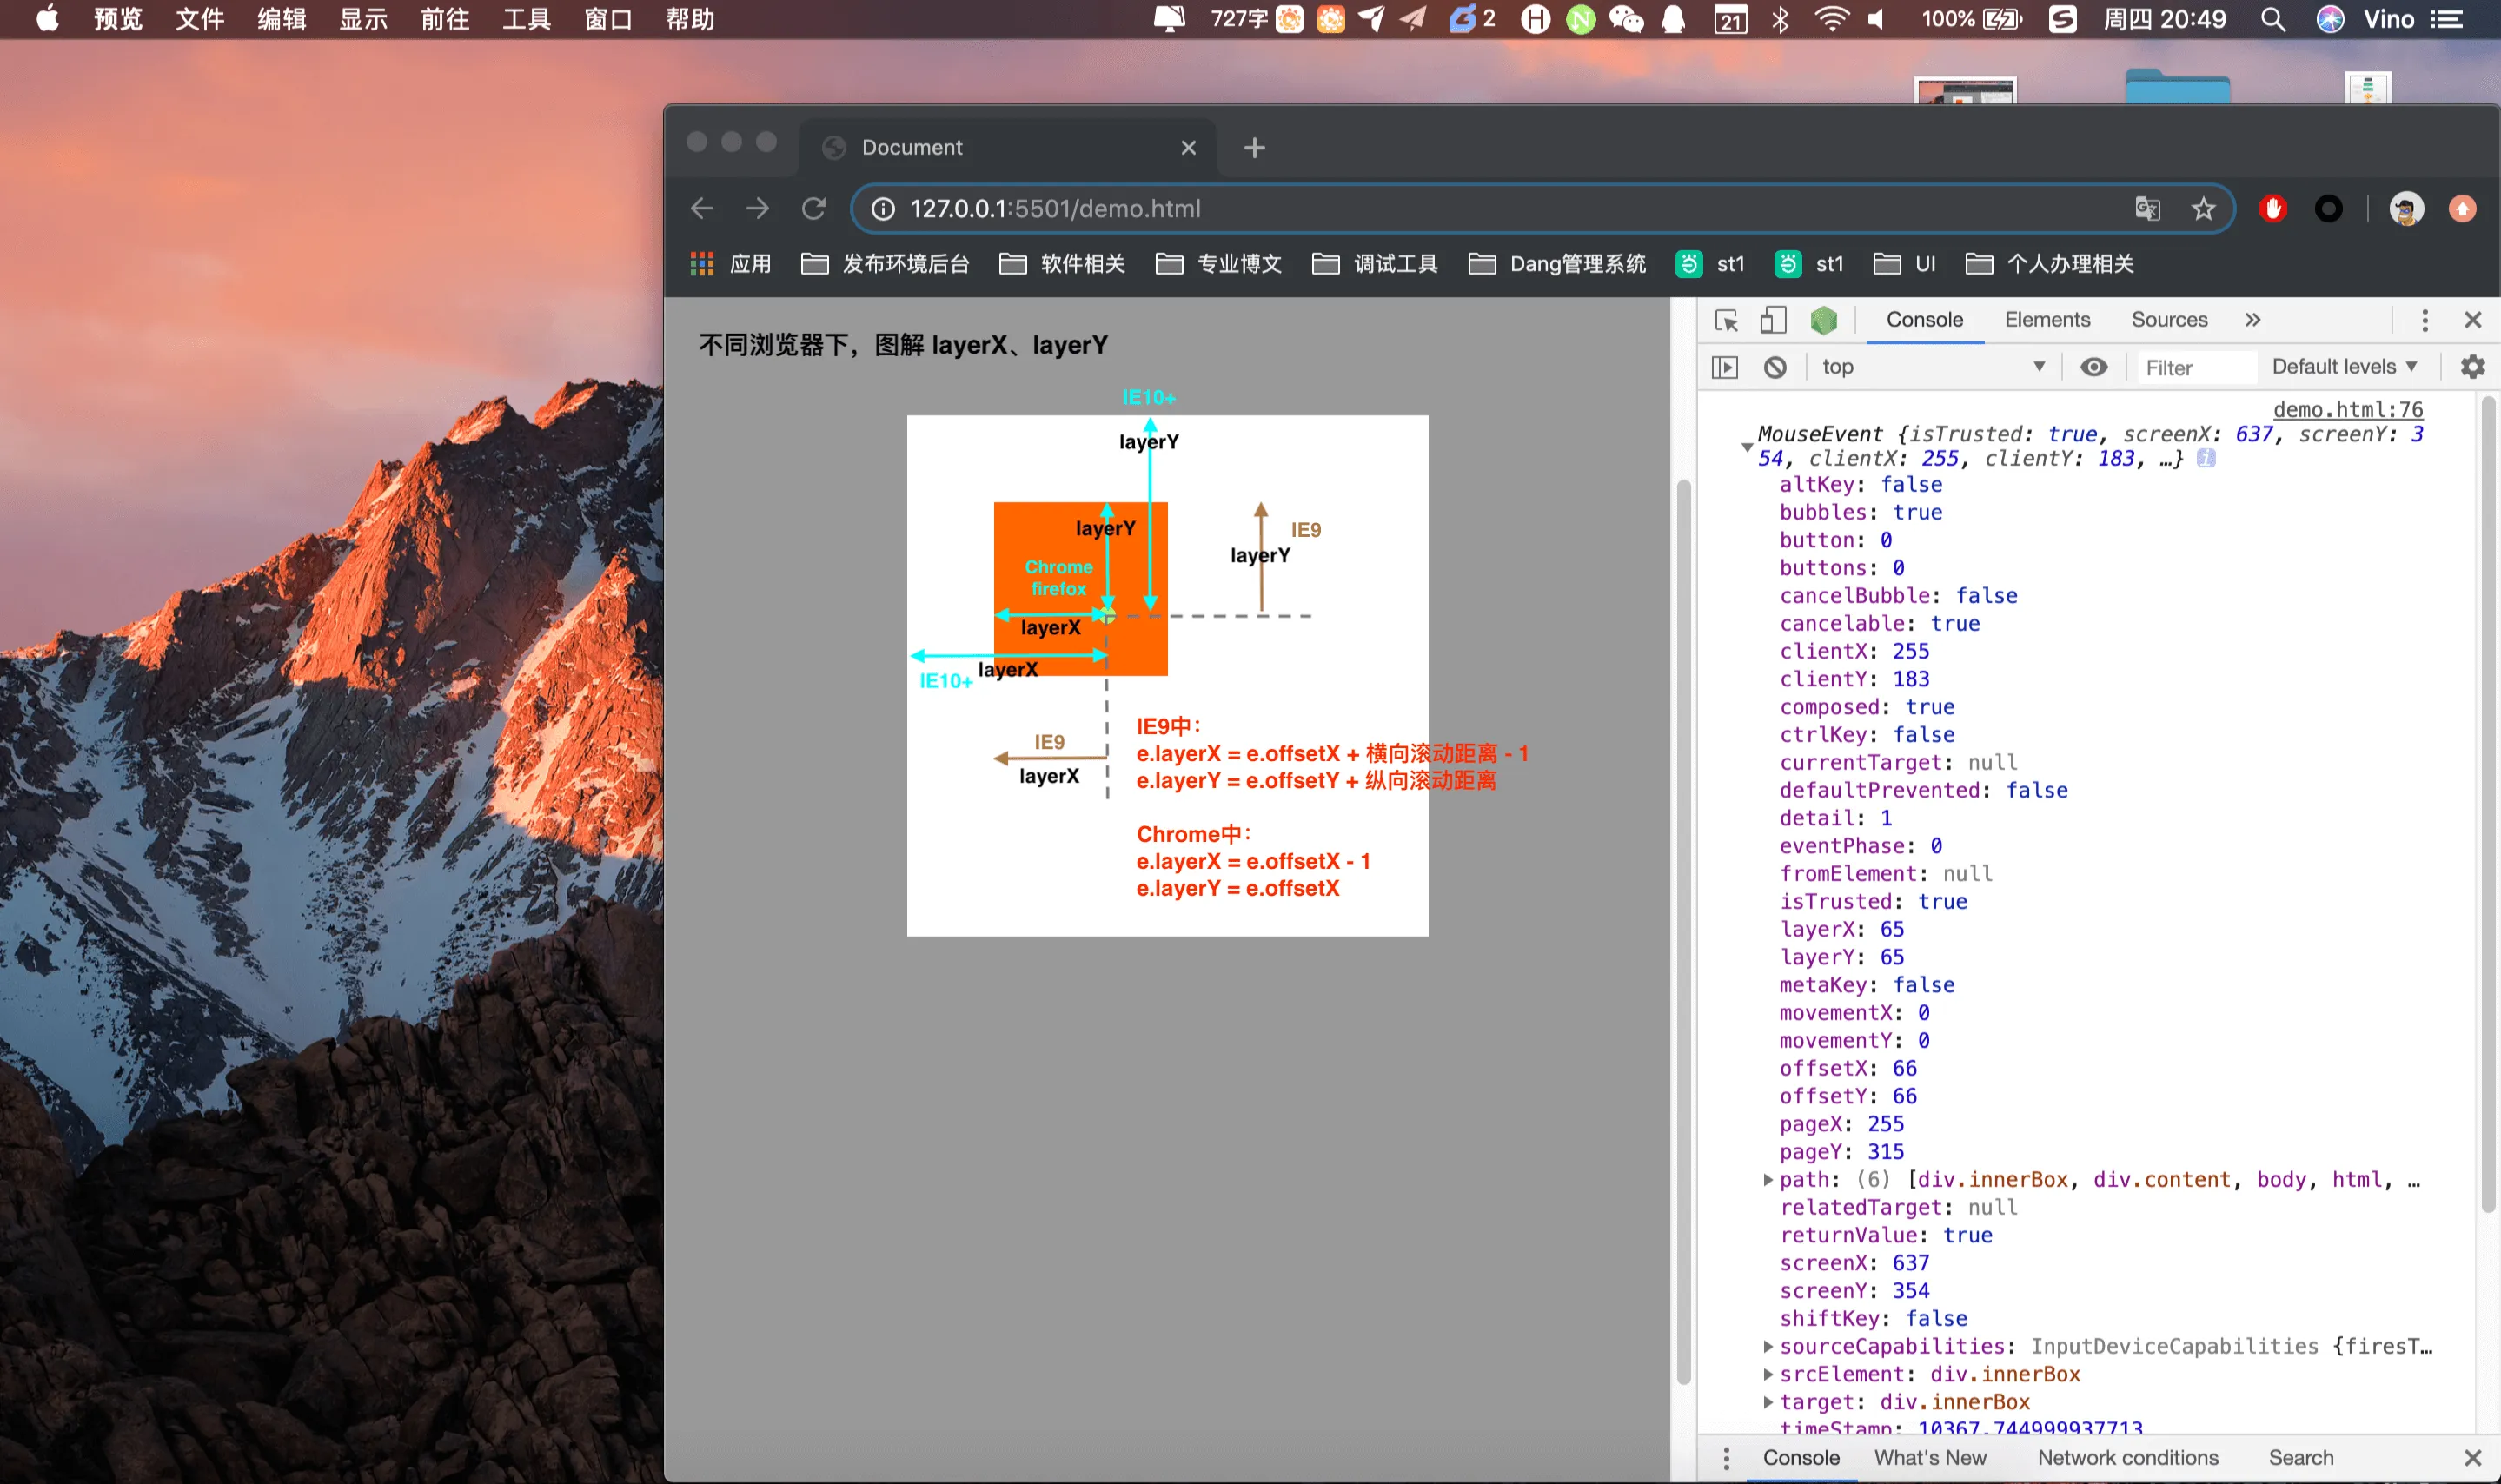 预览 文件 编辑 显示 前往 工具 窗口 帮助 727字 2 21 100% 周四 20:49 Vino
Document
127.0.0.1:5501/demo.html
应用 发布环境后台 软件相关 专业博文 调试工具 Dang管理系统 st1 st1 UI 个人办理相关
不同浏览器下，图解 layerX、layerY
IE10+
layerY
layerY
IE9
layerY
Chrome
firefox
layerX
layerX
IE10+
IE9
layerX
IE9中：
e.layerX = e.offsetX + 横向滚动距离 - 1
e.layerY = e.offsetY + 纵向滚动距离
Chrome中：
e.layerX = e.offsetX - 1
e.layerY = e.offsetX
Console Elements Sources »
top Filter Default levels ▼
demo.html:76
MouseEvent {isTrusted: true, screenX: 637, screenY: 3
54, clientX: 255, clientY: 183, …}
altKey: false
bubbles: true
button: 0
buttons: 0
cancelBubble: false
cancelable: true
clientX: 255
clientY: 183
composed: true
ctrlKey: false
currentTarget: null
defaultPrevented: false
detail: 1
eventPhase: 0
fromElement: null
isTrusted: true
layerX: 65
layerY: 65
metaKey: false
movementX: 0
movementY: 0
offsetX: 66
offsetY: 66
pageX: 255
pageY: 315
path: (6) [div.innerBox, div.content, body, html, …
relatedTarget: null
returnValue: true
screenX: 637
screenY: 354
shiftKey: false
sourceCapabilities: InputDeviceCapabilities {firesT…
srcElement: div.innerBox
target: div.innerBox
timeStamp: 10367.744999937713
Console What's New Network conditions Search